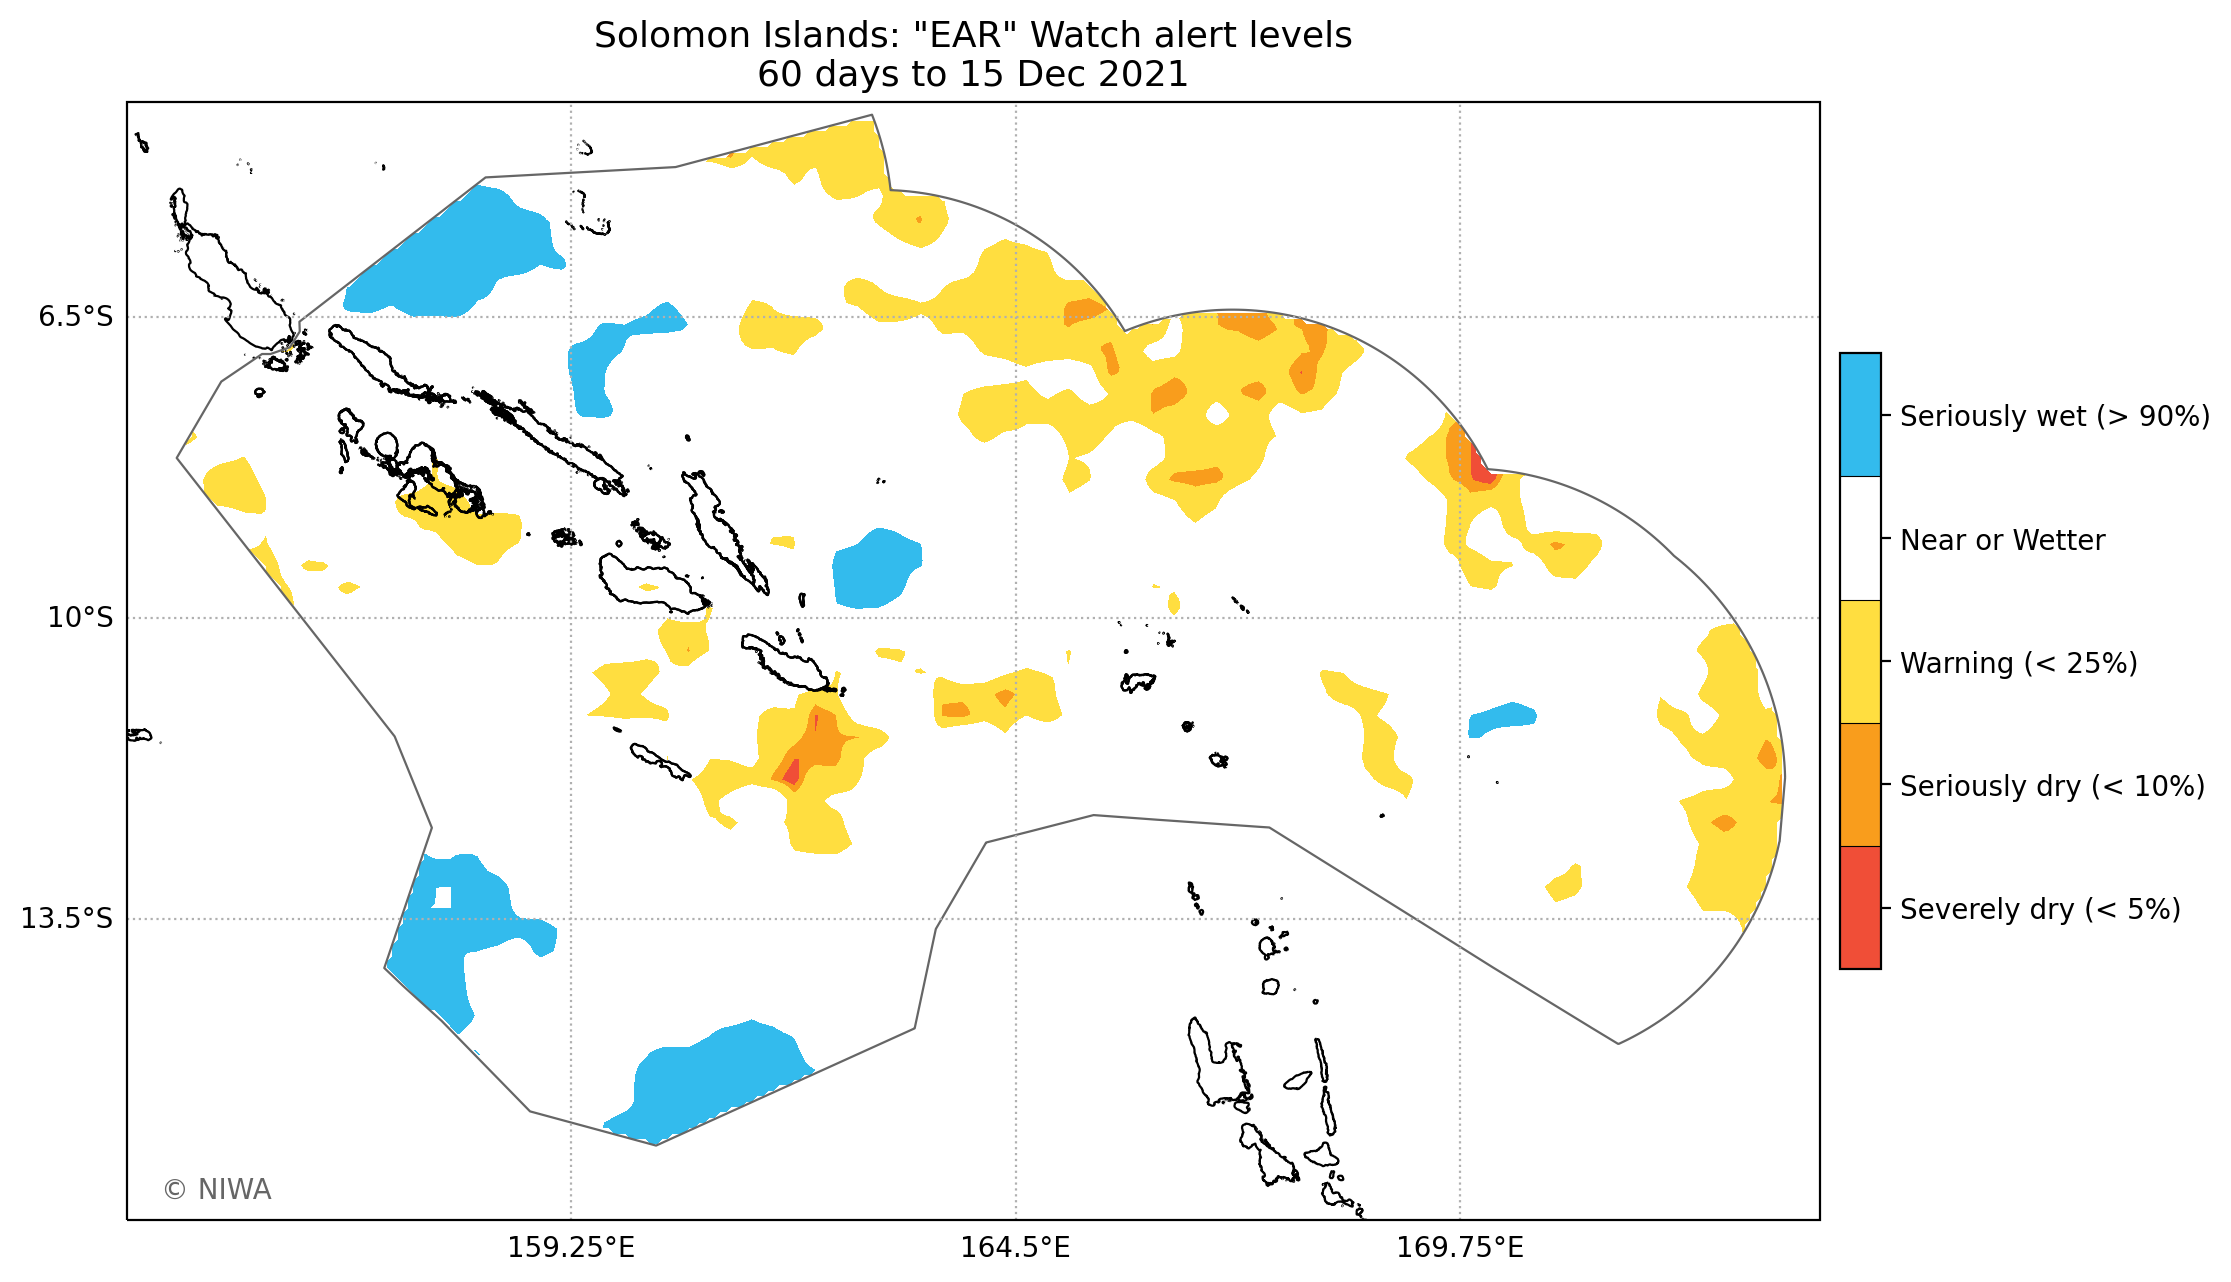 Solomon Islands: "EAR" Watch alert levels
60 days to 15 Dec 2021
6.5°S
10°S
13.5°S
159.25°E
164.5°E
169.75°E
© NIWA
Seriously wet (> 90%)
Near or Wetter
Warning (< 25%)
Seriously dry (< 10%)
Severely dry (< 5%)